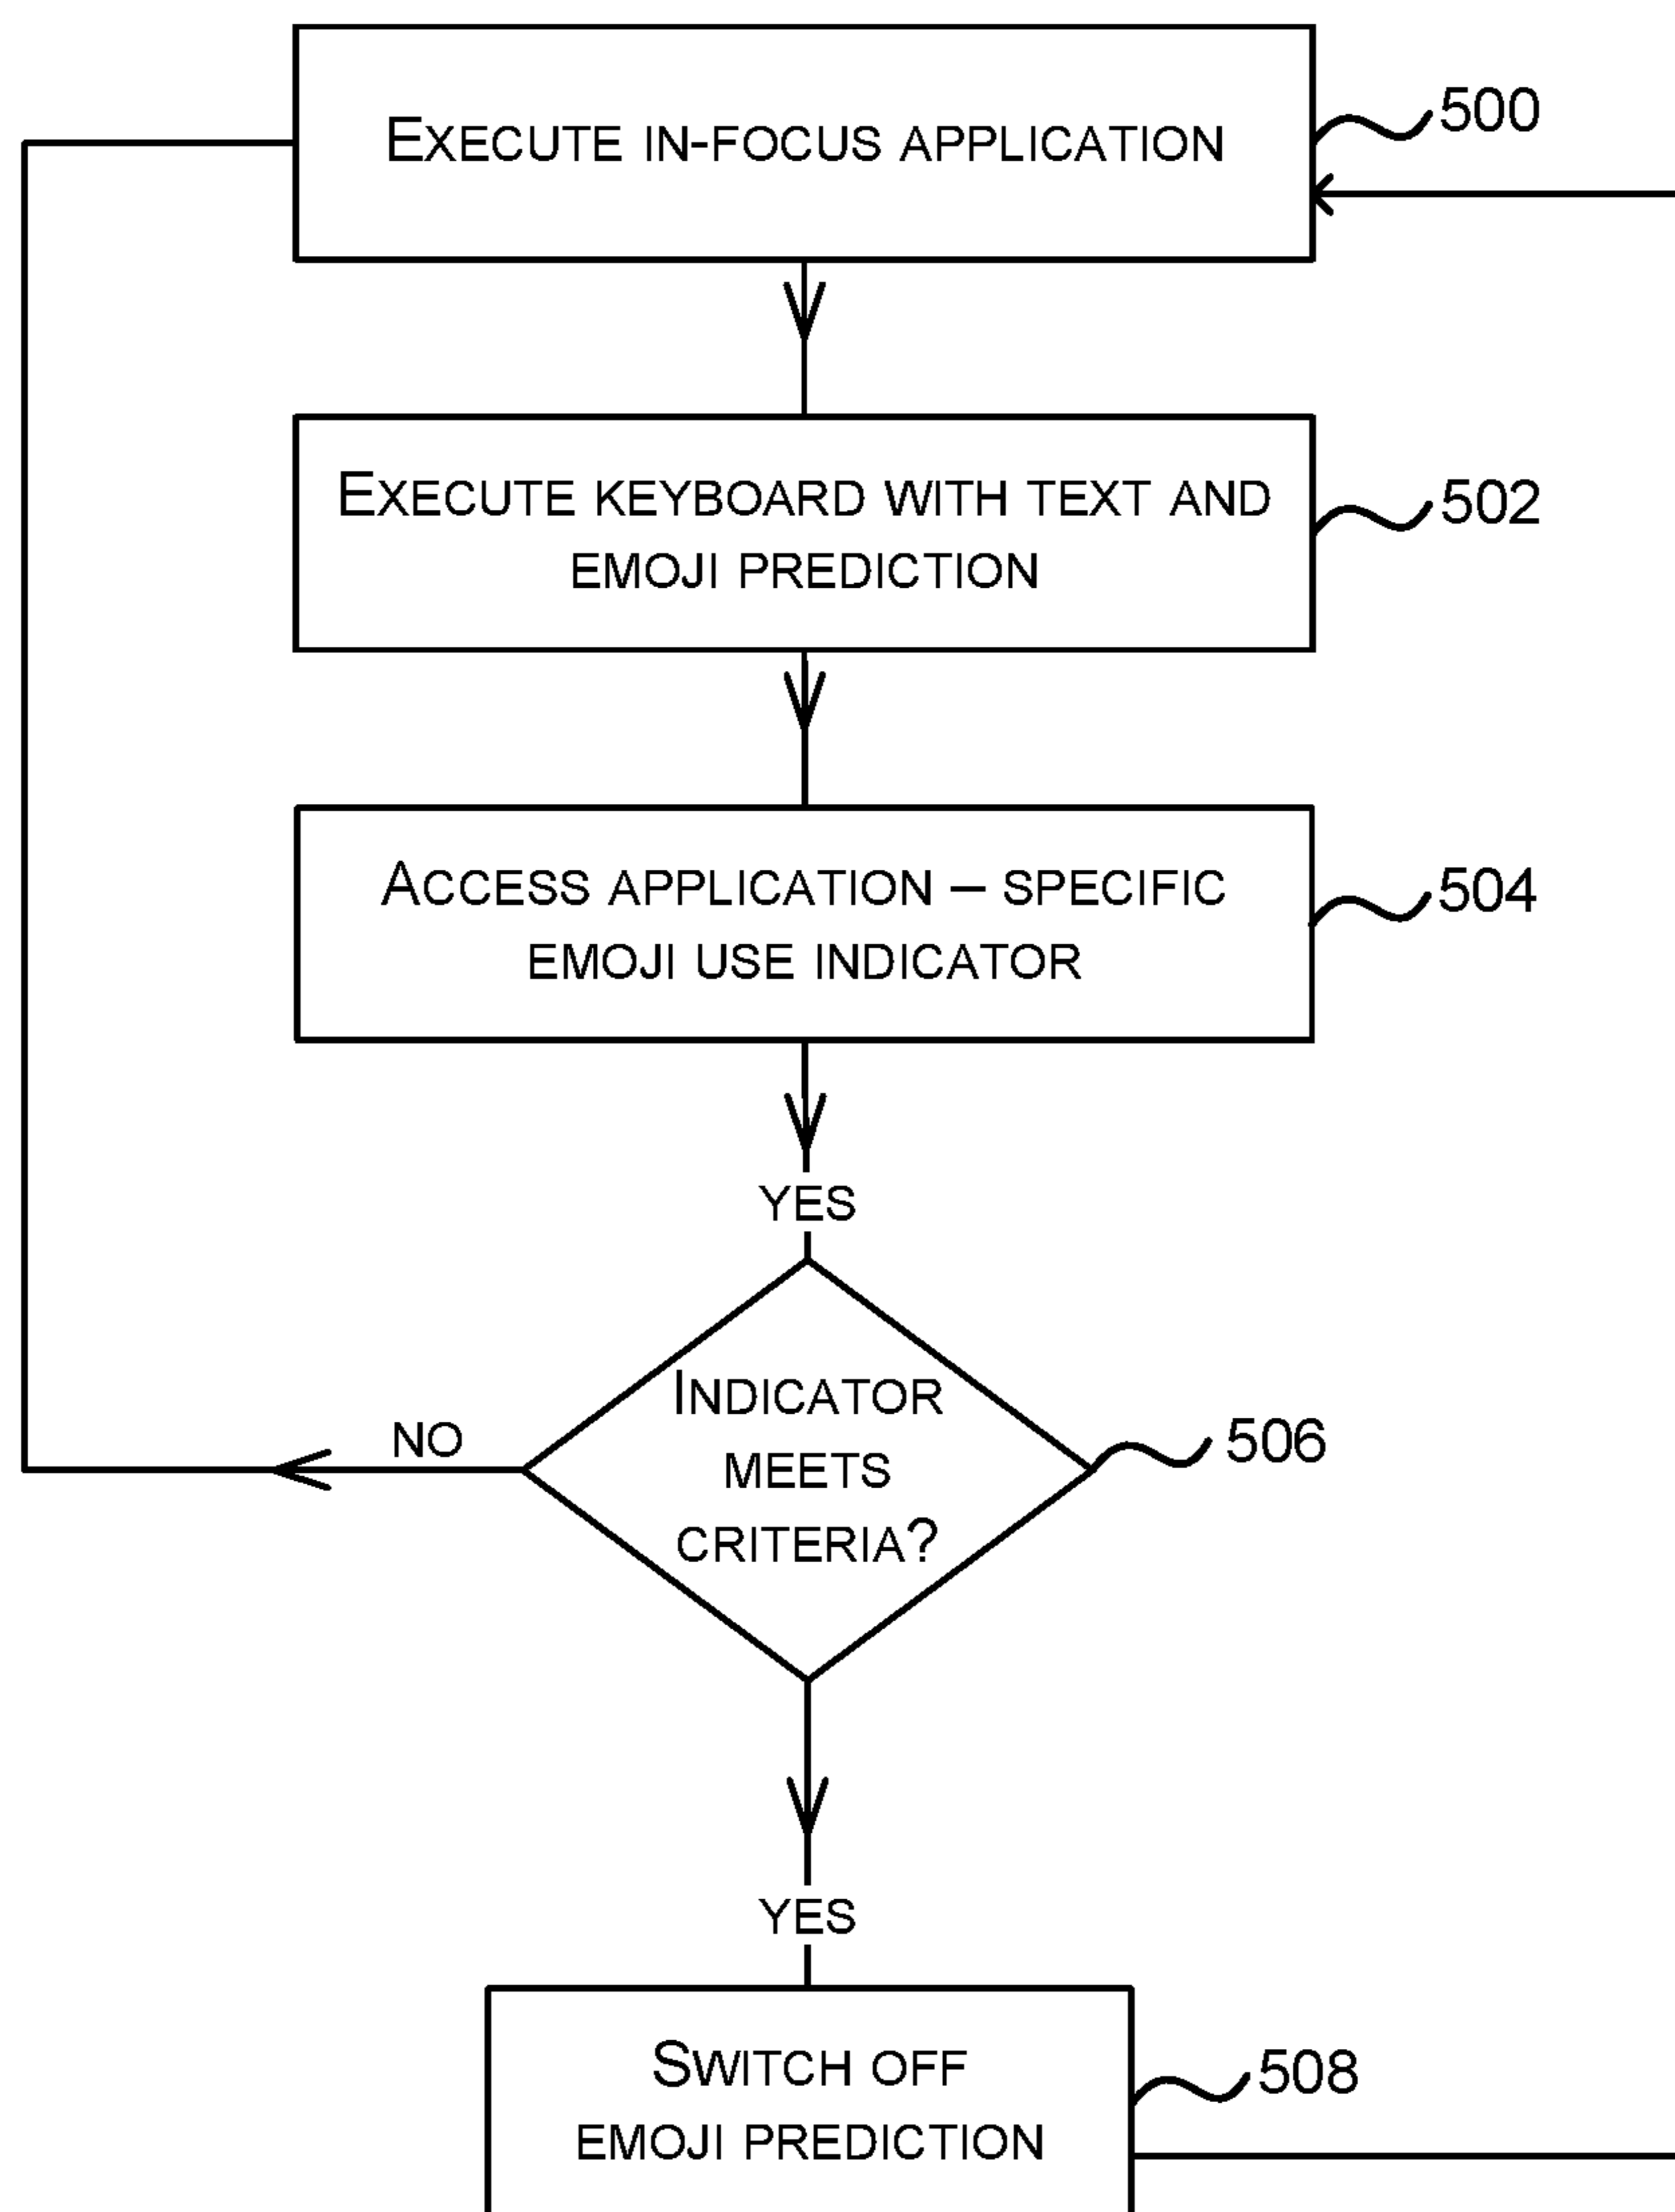 EXECUTE IN-FOCUS APPLICATION
500
EXECUTE KEYBOARD WITH TEXT AND
EMOJI PREDICTION
502
ACCESS APPLICATION – SPECIFIC
EMOJI USE INDICATOR
504
YES
INDICATOR
MEETS
CRITERIA?
NO
506
YES
SWITCH OFF
EMOJI PREDICTION
508